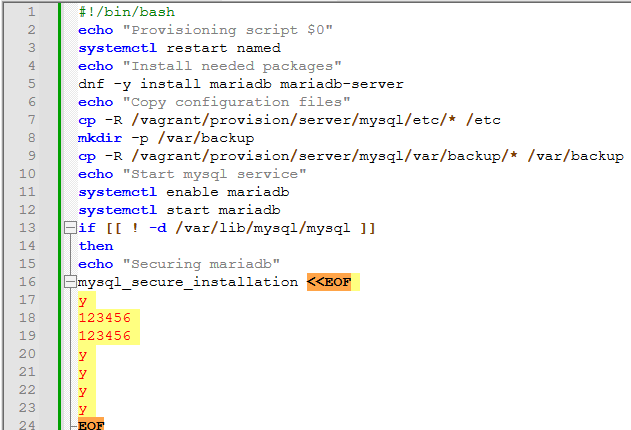 1 #!/bin/bash
2 echo "Provisioning script $0"
3 systemctl restart named
4 echo "Install needed packages"
5 dnf -y install mariadb mariadb-server
6 echo "Copy configuration files"
7 cp -R /vagrant/provision/server/mysql/etc/* /etc
8 mkdir -p /var/backup
9 cp -R /vagrant/provision/server/mysql/var/backup/* /var/backup
10 echo "Start mysql service"
11 systemctl enable mariadb
12 systemctl start mariadb
13 if [[ ! -d /var/lib/mysql/mysql ]]
14 then
15 echo "Securing mariadb"
16 mysql_secure_installation <<EOF
17 y
18 123456
19 123456
20 y
21 y
22 y
23 y
24 EOF